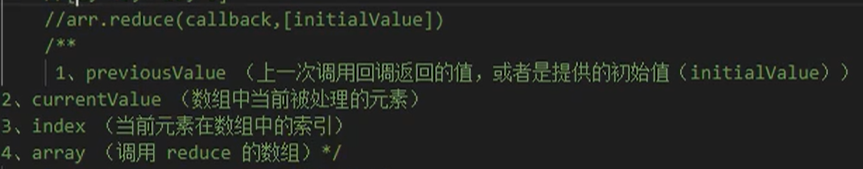 //arr.reduce(callback,[initialValue])
/**
1、previousValue （上一次调用回调返回的值，或者是提供的初始值（initialValue））
2、currentValue （数组中当前被处理的元素）
3、index （当前元素在数组中的索引）
4、array （调用 reduce 的数组）*/